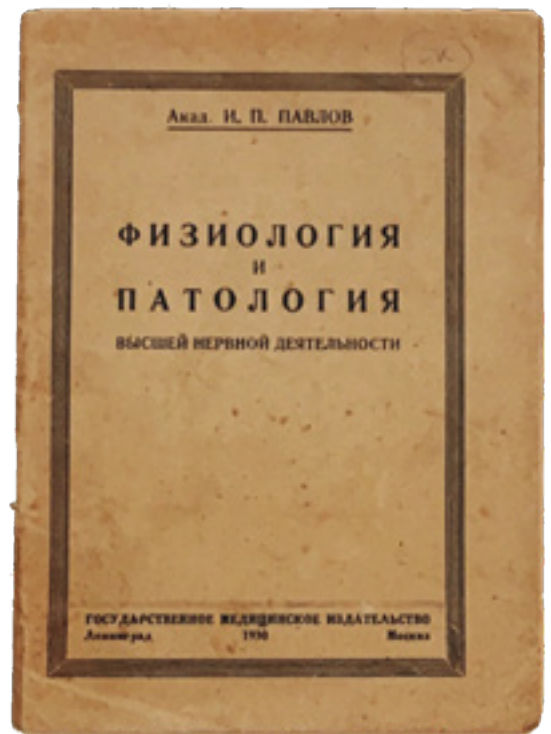 Акад. И. П. ПАВЛОВ
ФИЗИОЛОГИЯ
И
ПАТОЛОГИЯ
ВЫСШЕЙ НЕРВНОЙ ДЕЯТЕЛЬНОСТИ
ГОСУДАРСТВЕННОЕ МЕДИЦИНСКОЕ ИЗДАТЕЛЬСТВО
Ленинград 1930 Москва